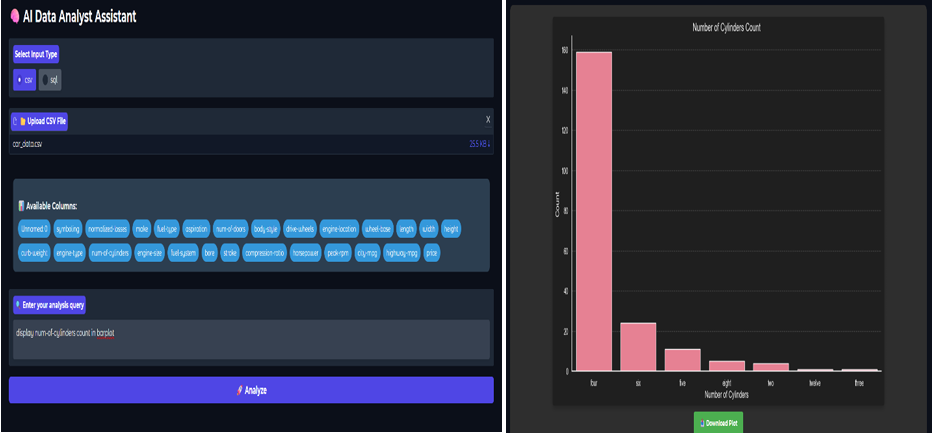 AI Data Analyst Assistant
Select Input Type
csv sql
Upload CSV File X
car_data.csv 25.5 KB ↓
Available Columns:
Unnamed: 0 symboling normalized-losses make fuel-type aspiration num-of-doors body-style drive-wheels engine-location wheel-base length width height
curb-weight engine-type num-of-cylinders engine-size fuel-system bore stroke compression-ratio horsepower peak-rpm city-mpg highway-mpg price
Enter your analysis query
display num-of-cylinders count in barplot
Analyze
Number of Cylinders Count
160
140
120
100
80
60
40
20
0
Count
four six five eight two twelve three
Number of Cylinders
Download Plot